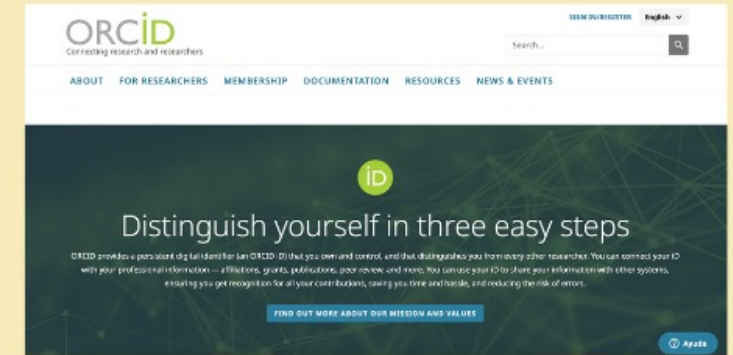 SIGN IN/REGISTER English
ORCID
Connecting research and researchers
Search...
ABOUT FOR RESEARCHERS MEMBERSHIP DOCUMENTATION RESOURCES NEWS & EVENTS
iD
Distinguish yourself in three easy steps
ORCID provides a persistent digital identifier (an ORCID iD) that you own and control, and that distinguishes you from every other researcher. You can connect your iD
with your professional information — affiliations, grants, publications, peer review, and more. You can use your iD to share your information with other systems,
ensuring you get recognition for all your contributions, saving you time and hassle, and reducing the risk of errors.
FIND OUT MORE ABOUT OUR MISSION AND VALUES
Ayuda